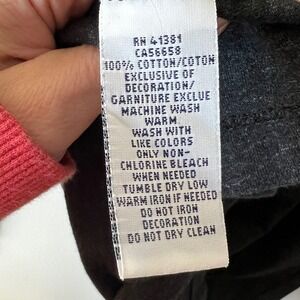 RN 41381
CA56658
100% COTTON/COTON
EXCLUSIVE OF
DECORATION/
GARNITURE EXCLUE
MACHINE WASH
WARM.
WASH WITH
LIKE COLORS
ONLY NON-
CHLORINE BLEACH
WHEN NEEDED
TUMBLE DRY LOW
WARM IRON IF NEEDED
DO NOT IRON
DECORATION
DO NOT DRY CLEAN